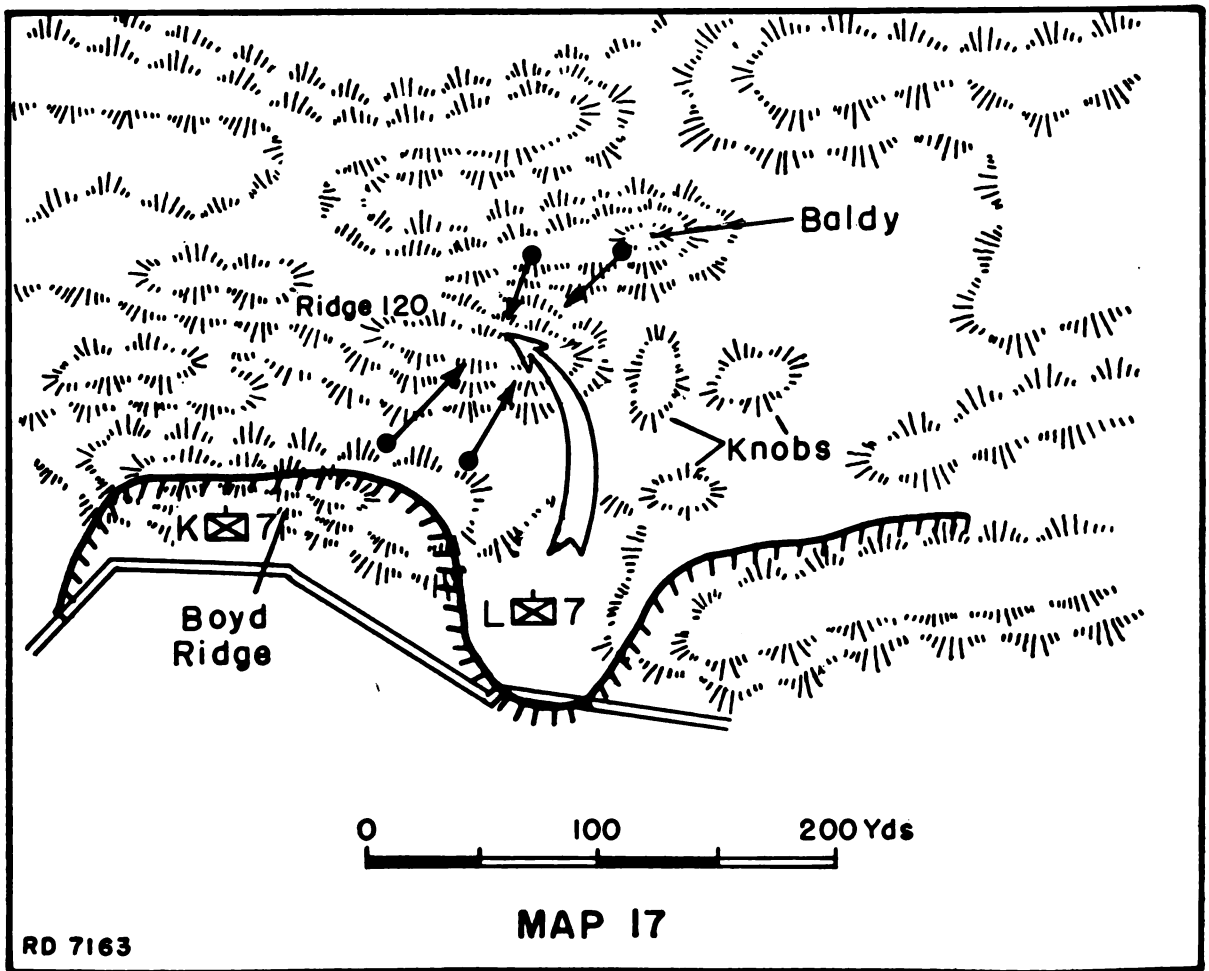 Baldy
Ridge 120
Knobs
K 7
L 7
Boyd
Ridge
0 100 200 Yds
MAP 17
RD 7163